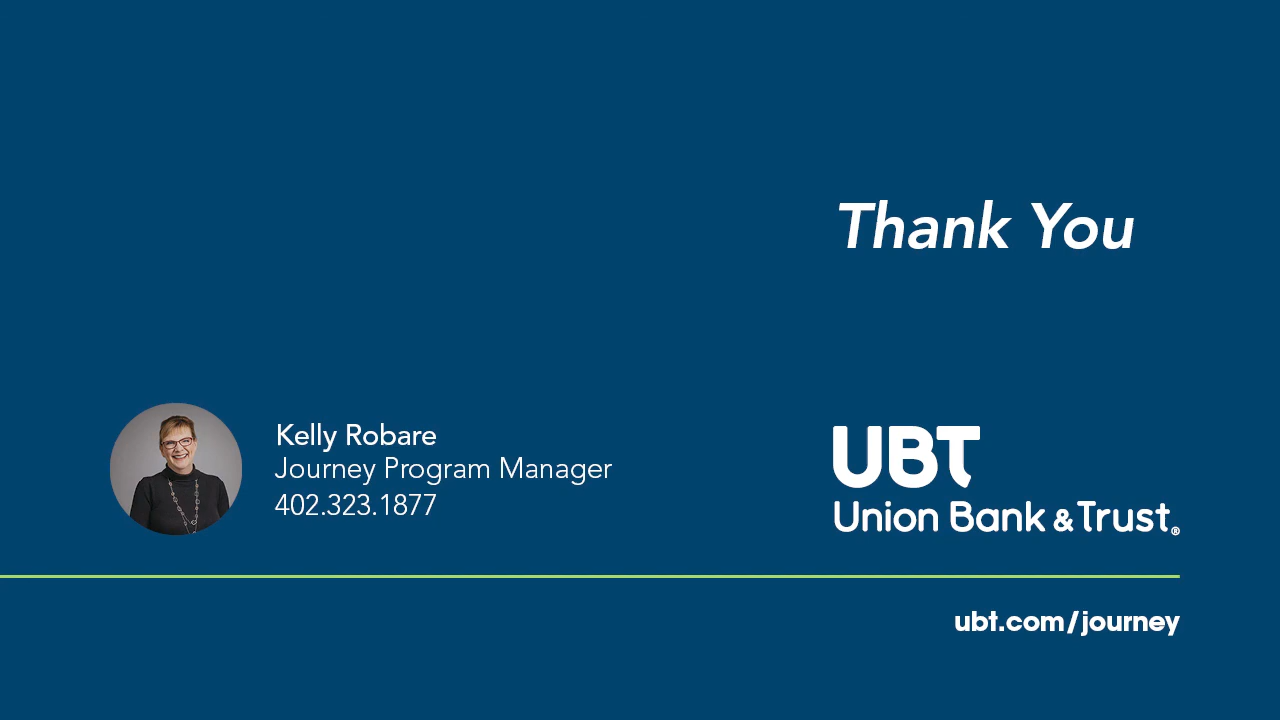 Thank You
Kelly Robare
Journey Program Manager
402.323.1877
UBT
Union Bank & Trust®
ubt.com/journey